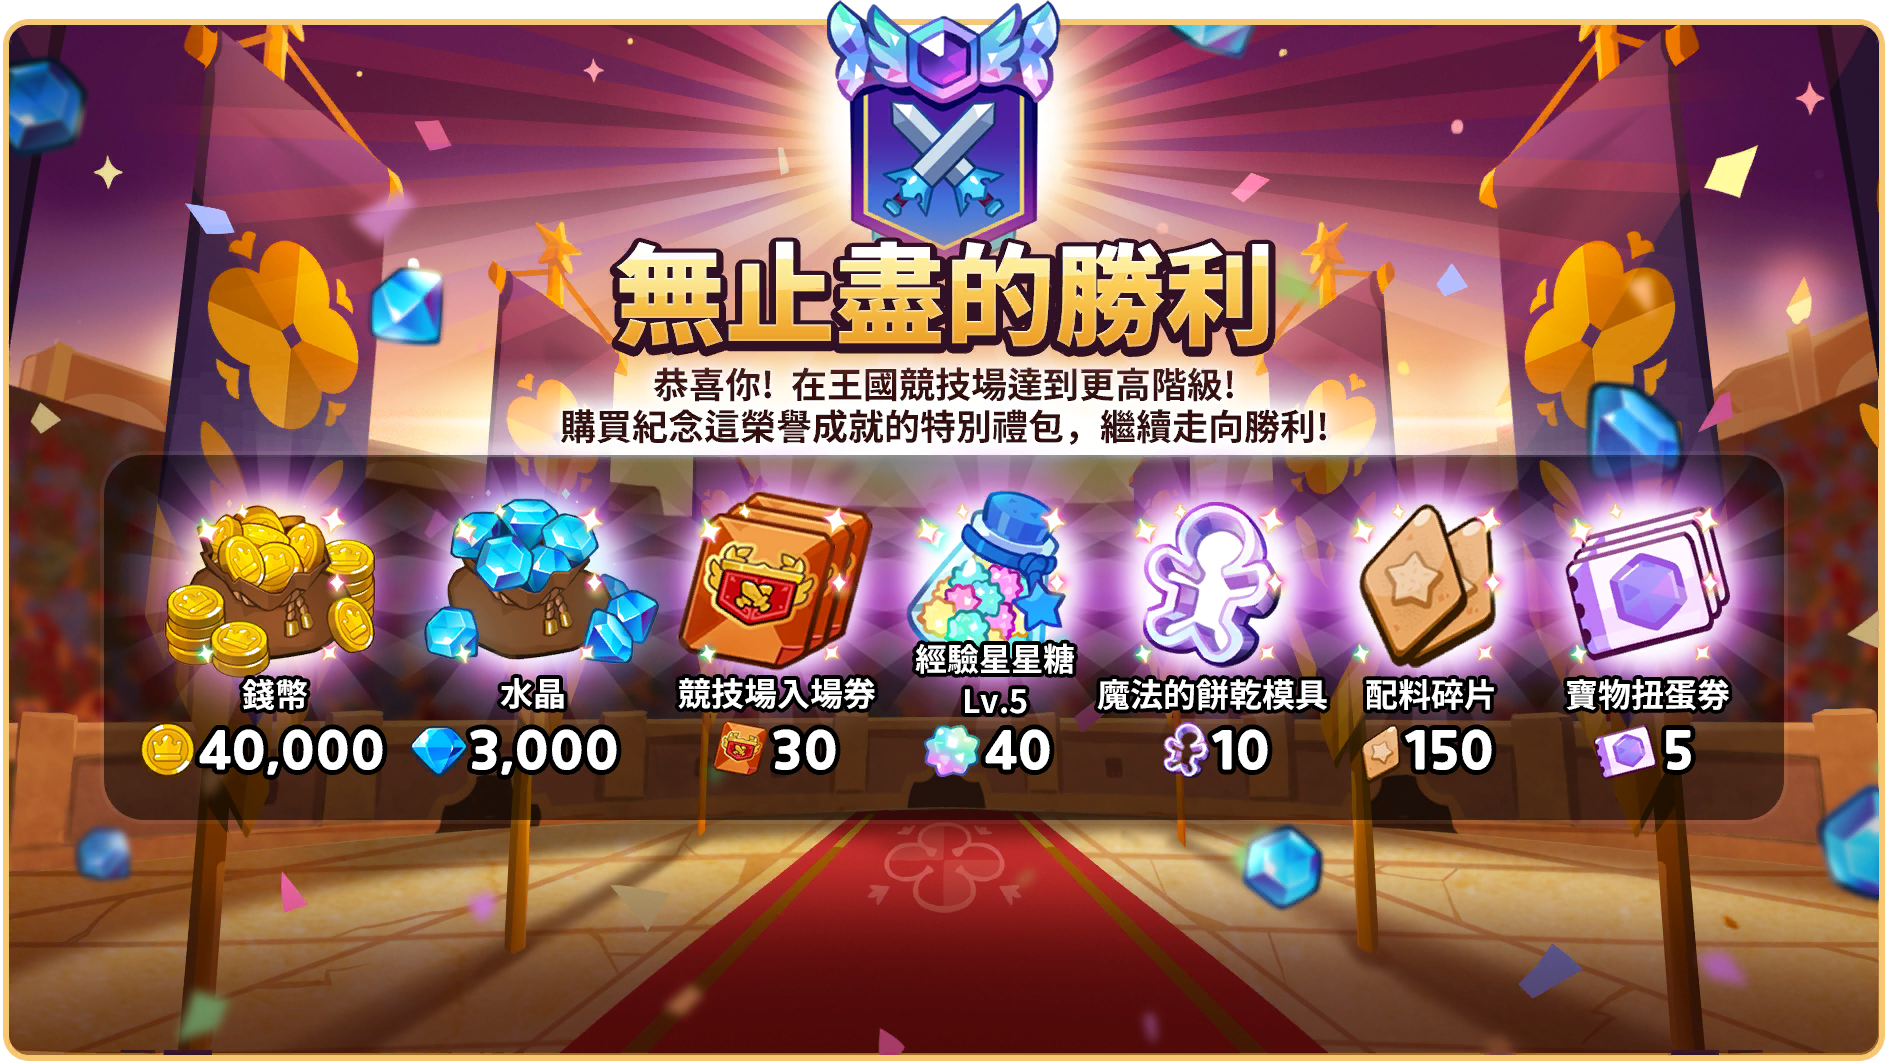 無止盡的勝利
恭喜你! 在王國競技場達到更高階級!
購買紀念這榮譽成就的特別禮包，繼續走向勝利!
錢幣
40,000
水晶
3,000
競技場入場券
30
經驗星星糖
Lv.5
40
魔法的餅乾模具
10
配料碎片
150
寶物扭蛋券
5